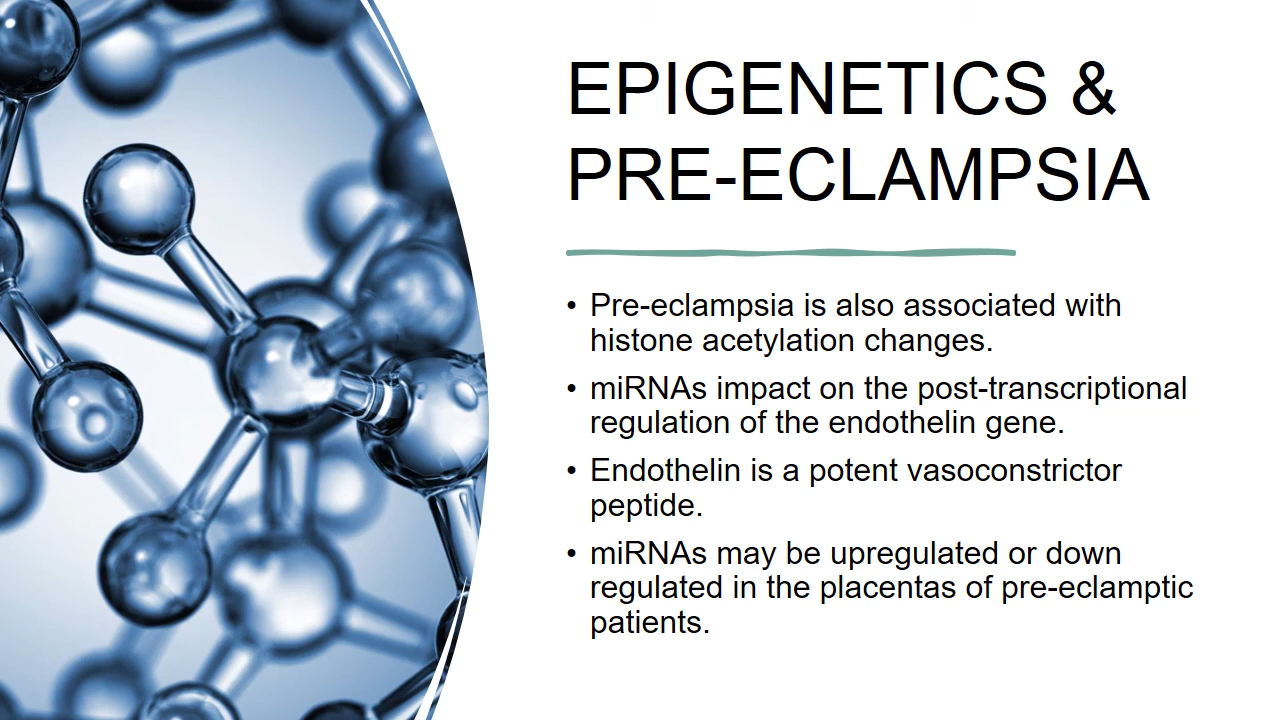 EPIGENETICS &
PRE-ECLAMPSIA
• Pre-eclampsia is also associated with
histone acetylation changes.
• miRNAs impact on the post-transcriptional
regulation of the endothelin gene.
• Endothelin is a potent vasoconstrictor
peptide.
• miRNAs may be upregulated or down
regulated in the placentas of pre-eclamptic
patients.